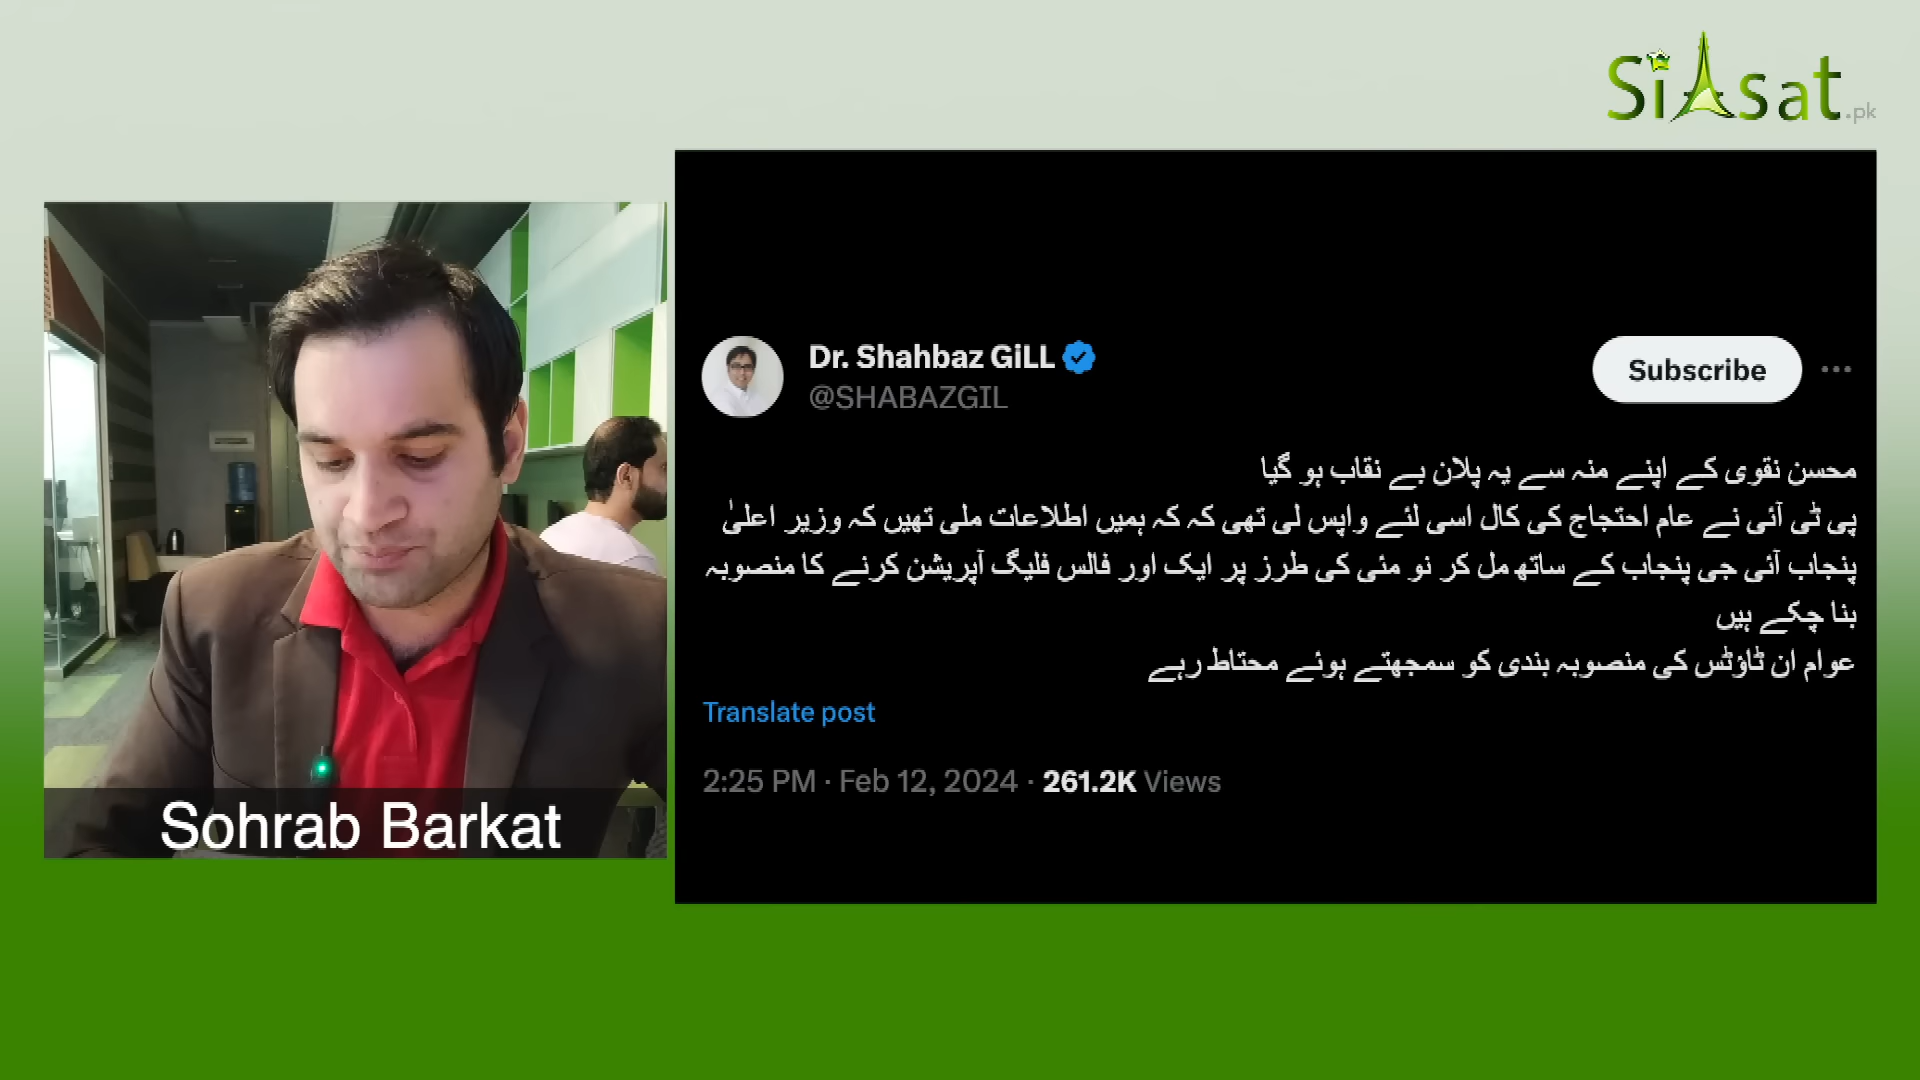 SiAsat.pk
Dr. Shahbaz GiLL
@SHABAZGIL
Subscribe
محسن نقوی کے اپنے منہ سے یہ پلان بے نقاب ہو گیا
پی ٹی آئی نے عام احتجاج کی کال اسی لئے واپس لی تھی کہ کہ ہمیں اطلاعات ملی تھیں کہ وزیر اعلیٰ
پنجاب آئی جی پنجاب کے ساتھ مل کر نو مئی کی طرز پر ایک اور فالس فلیگ آپریشن کرنے کا منصوبہ
بنا چکے ہیں
عوام ان ٹاؤٹس کی منصوبہ بندی کو سمجھتے ہوئے محتاط رہے
Translate post
2:25 PM · Feb 12, 2024 · 261.2K Views
Sohrab Barkat